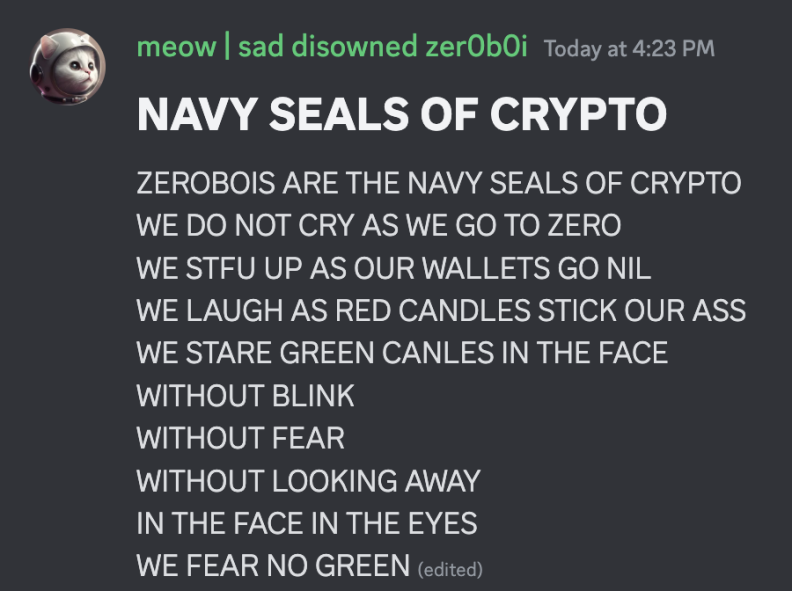 meow | sad disowned zer0b0i Today at 4:23 PM
NAVY SEALS OF CRYPTO
ZEROBOIS ARE THE NAVY SEALS OF CRYPTO
WE DO NOT CRY AS WE GO TO ZERO
WE STFU UP AS OUR WALLETS GO NIL
WE LAUGH AS RED CANDLES STICK OUR ASS
WE STARE GREEN CANLES IN THE FACE
WITHOUT BLINK
WITHOUT FEAR
WITHOUT LOOKING AWAY
IN THE FACE IN THE EYES
WE FEAR NO GREEN (edited)